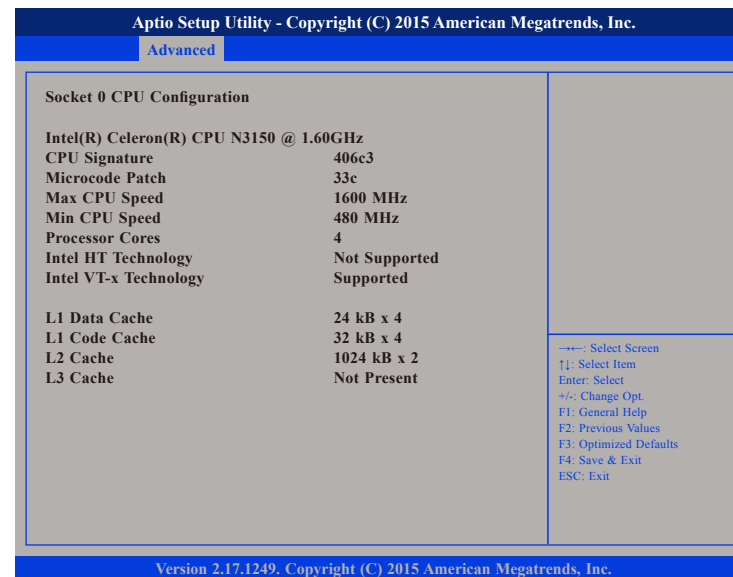 Aptio Setup Utility - Copyright (C) 2015 American Megatrends, Inc.
Advanced
Socket 0 CPU Configuration
Intel(R) Celeron(R) CPU N3150 @ 1.60GHz
CPU Signature 406c3
Microcode Patch 33c
Max CPU Speed 1600 MHz
Min CPU Speed 480 MHz
Processor Cores 4
Intel HT Technology Not Supported
Intel VT-x Technology Supported
L1 Data Cache 24 kB x 4
L1 Code Cache 32 kB x 4
L2 Cache 1024 kB x 2
L3 Cache Not Present
→←: Select Screen
↑↓: Select Item
Enter: Select
+/-: Change Opt.
F1: General Help
F2: Previous Values
F3: Optimized Defaults
F4: Save & Exit
ESC: Exit
Version 2.17.1249. Copyright (C) 2015 American Megatrends, Inc.